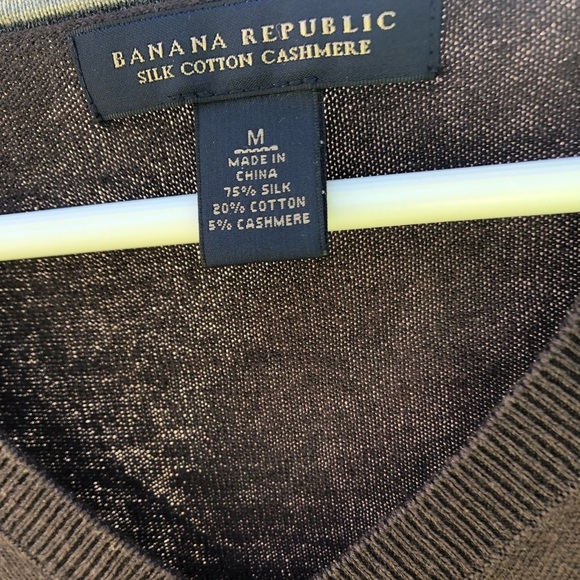 BANANA REPUBLIC
SILK COTTON CASHMERE
M
MADE IN
CHINA
75% SILK
20% COTTON
5% CASHMERE